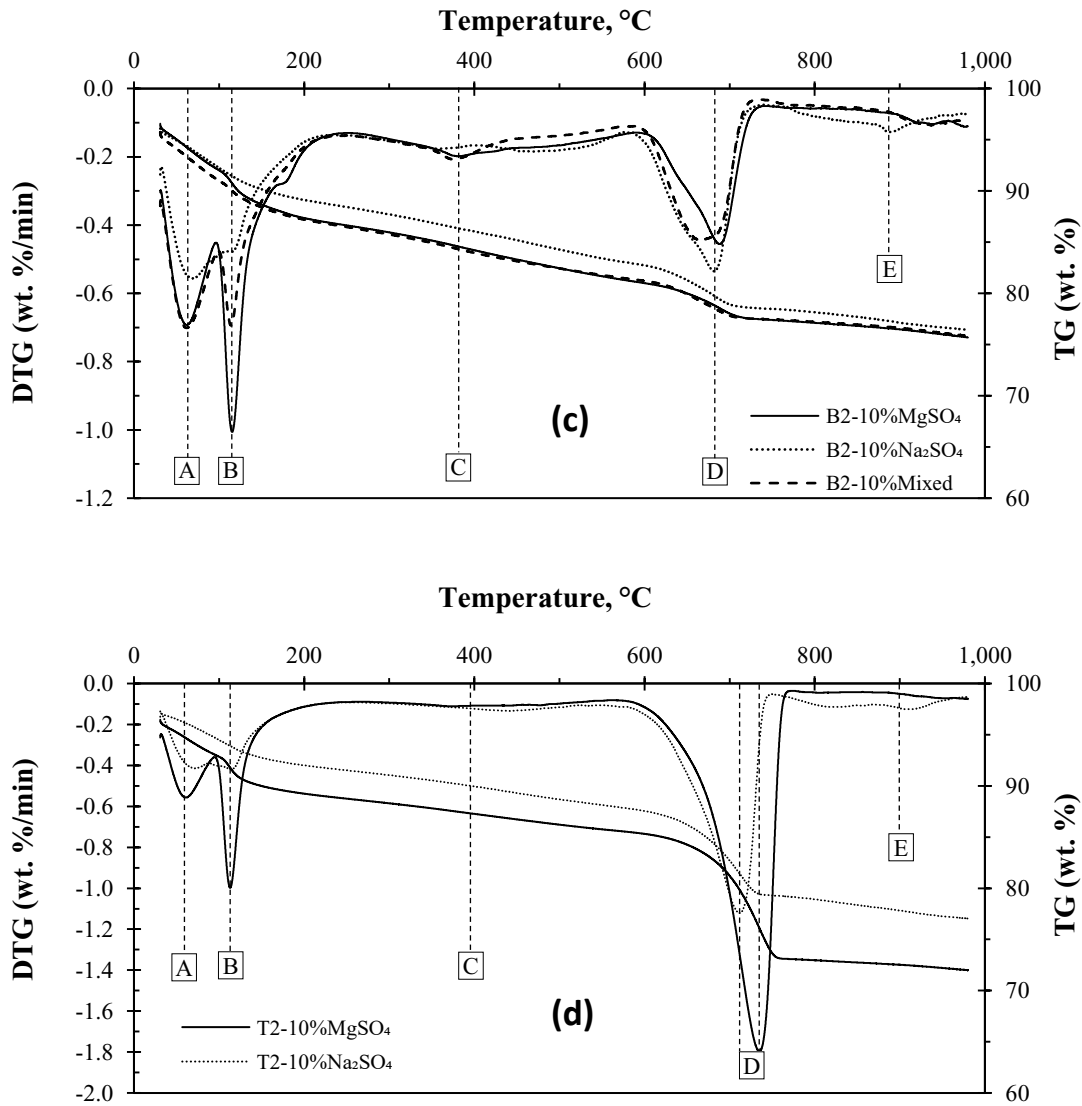 Temperature, °C
0 200 400 600 800 1,000
0.0 100
-0.2 90
-0.4
-0.6 80
-0.8 70
-1.0
-1.2 60
DTG (wt. %/min)
TG (wt. %)
A B C D E
(c)
B2-10%MgSO₄
B2-10%Na₂SO₄
B2-10%Mixed
Temperature, °C
0 200 400 600 800 1,000
0.0 100
-0.2
-0.4 90
-0.6
-0.8 80
-1.0
-1.2
-1.4 70
-1.6
-1.8
-2.0 60
DTG (wt. %/min)
TG (wt. %)
A B C D E
(d)
T2-10%MgSO₄
T2-10%Na₂SO₄